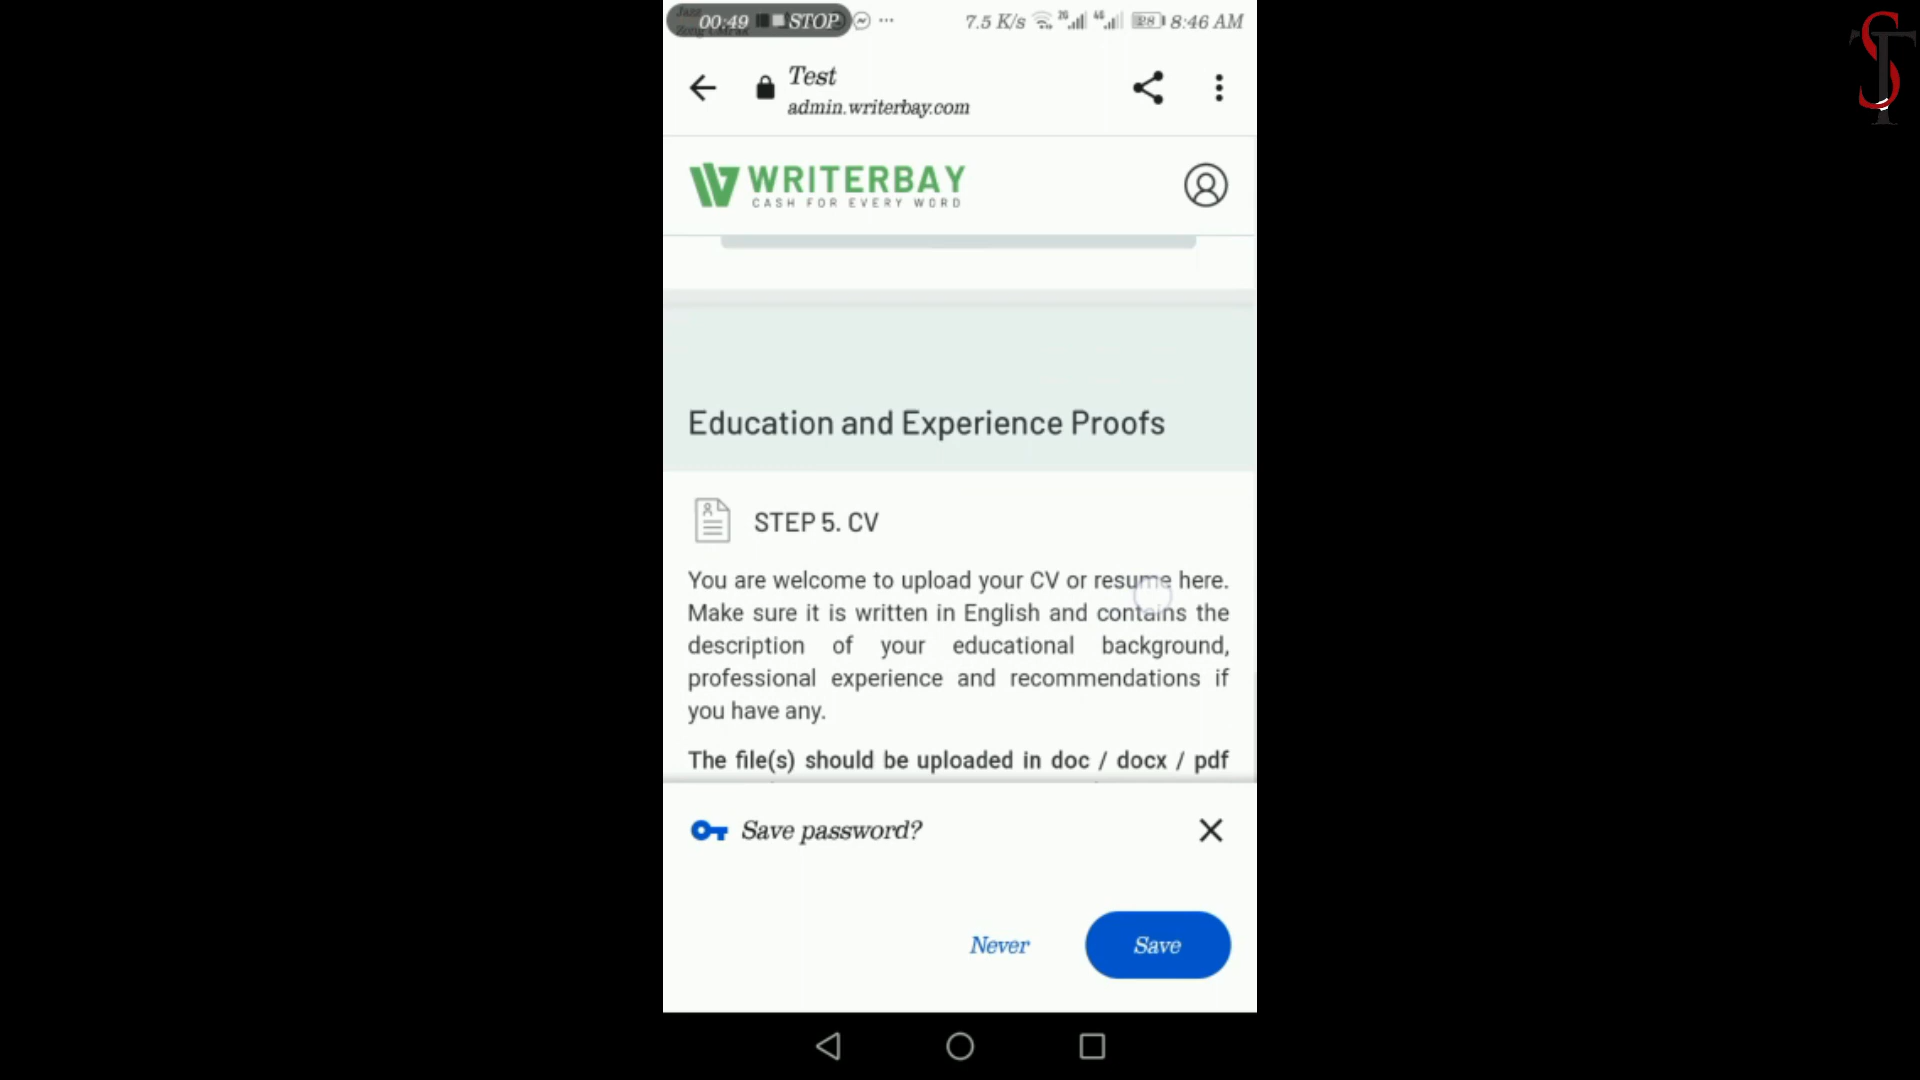 00:49 STOP ... 7.5 K/s 2G 4G 28 8:46 AM
Test
admin.writerbay.com
WRITERBAY
CASH FOR EVERY WORD
Education and Experience Proofs
STEP 5. CV
You are welcome to upload your CV or resume here.
Make sure it is written in English and contains the
description of your educational background,
professional experience and recommendations if
you have any.
The file(s) should be uploaded in doc / docx / pdf
Save password?
Never Save